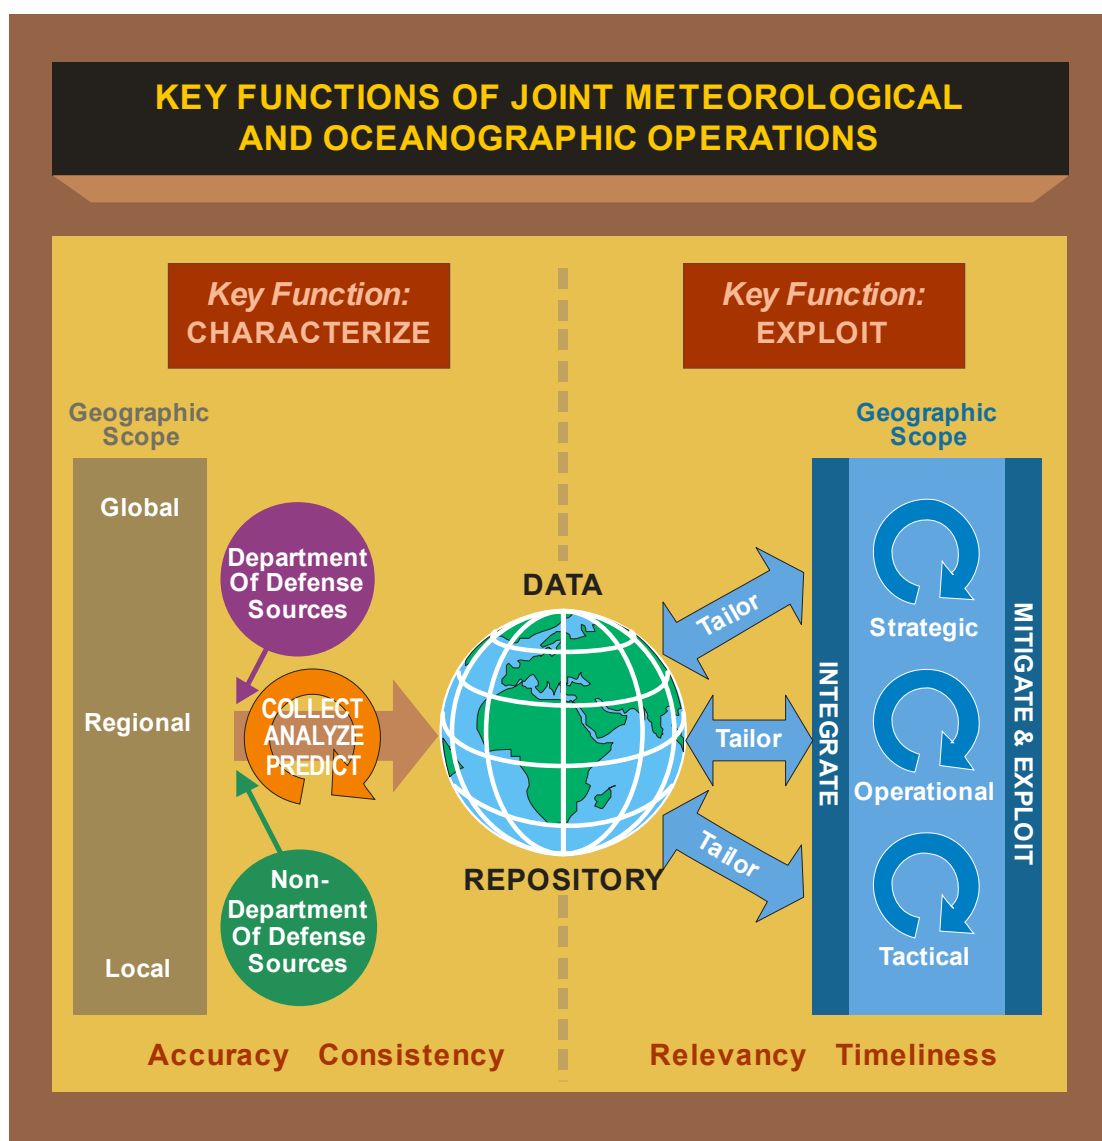 KEY FUNCTIONS OF JOINT METEOROLOGICAL
AND OCEANOGRAPHIC OPERATIONS
Key Function:
CHARACTERIZE
Key Function:
EXPLOIT
Geographic
Scope
Global
Regional
Local
Department
Of Defense
Sources
COLLECT
ANALYZE
PREDICT
Non-
Department
Of Defense
Sources
DATA
REPOSITORY
Tailor
Tailor
Tailor
INTEGRATE
Geographic
Scope
Strategic
Operational
Tactical
MITIGATE & EXPLOIT
Accuracy Consistency
Relevancy Timeliness